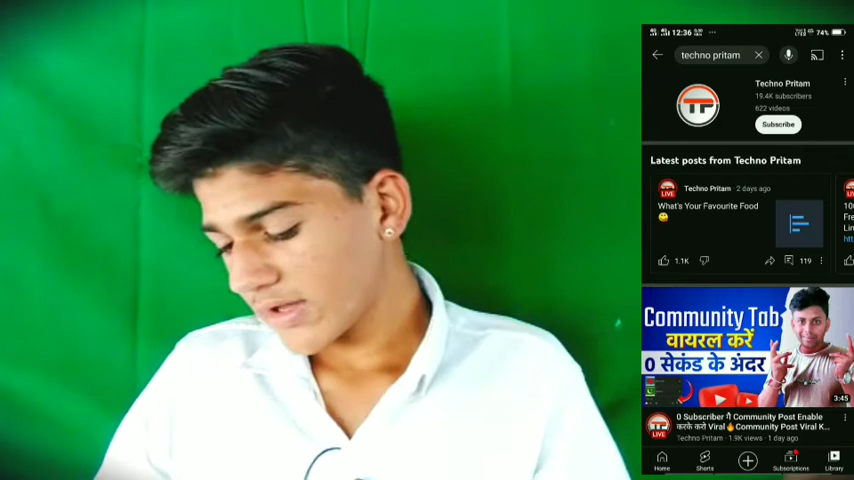 12:36
74%
techno pritam
Techno Pritam
19.4K subscribers
622 videos
Subscribe
Latest posts from Techno Pritam
Techno Pritam · 2 days ago
What's Your Favourite Food
😋
LIVE
1.1K
119
Community Tab
वायरल करें
0 सेकंड के अंदर
3:45
0 Subscriber में Community Post Enable
करके करो Viral🔥Community Post Viral K...
Techno Pritam · 1.9K views · 1 day ago
LIVE
Home
Shorts
Subscriptions
Library